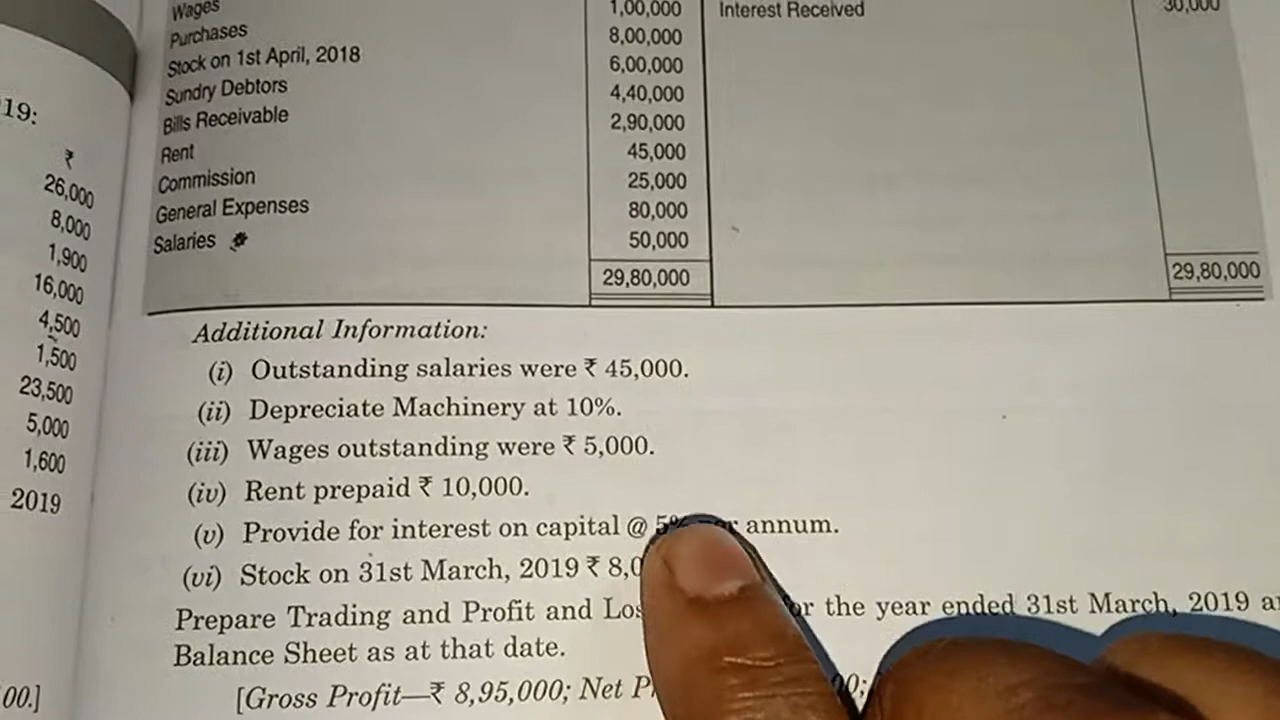 Wages 1,00,000 Interest Received 30,000
Purchases 8,00,000
Stock on 1st April, 2018 6,00,000
Sundry Debtors 4,40,000
Bills Receivable 2,90,000
Rent 45,000
Commission 25,000
General Expenses 80,000
Salaries 50,000
29,80,000 29,80,000
19:
₹
26,000
8,000
1,900
16,000
4,500
1,500
23,500
5,000
1,600
2019
00.]
Additional Information:
(i) Outstanding salaries were ₹ 45,000.
(ii) Depreciate Machinery at 10%.
(iii) Wages outstanding were ₹ 5,000.
(iv) Rent prepaid ₹ 10,000.
(v) Provide for interest on capital @ 5% per annum.
(vi) Stock on 31st March, 2019 ₹ 8,0
Prepare Trading and Profit and Los or the year ended 31st March, 2019
Balance Sheet as at that date.
[Gross Profit—₹ 8,95,000; Net